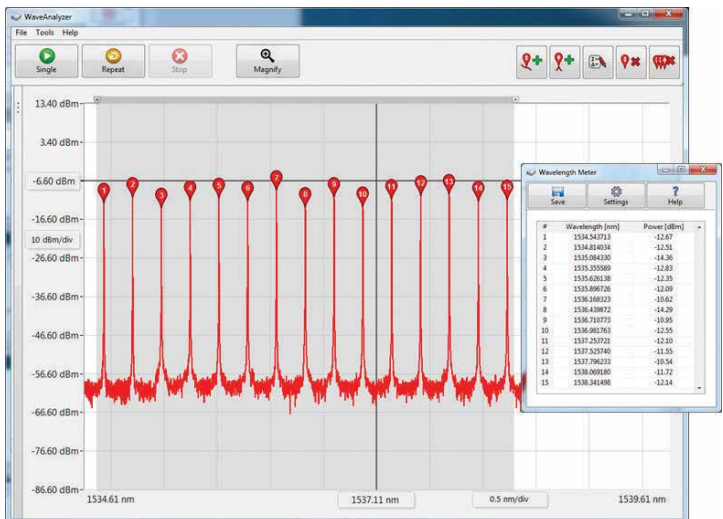 WaveAnalyzer
File Tools Help
Single Repeat Stop Magnify
13.40 dBm
3.40 dBm
-6.60 dBm
-16.60 dBm
10 dBm/div
-26.60 dBm
-36.60 dBm
-46.60 dBm
-56.60 dBm
-66.60 dBm
-76.60 dBm
-86.60 dBm
1 2 3 4 5 6 7 8 9 10 11 12 13 14 15
1534.61 nm 1537.11 nm 0.5 nm/div 1539.61 nm
Wavelength Meter
Save Settings Help
# Wavelength [nm] Power [dBm]
1 1534.543713 -12.67
2 1534.814034 -12.51
3 1535.084330 -14.36
4 1535.355589 -12.83
5 1535.626138 -12.35
6 1535.896726 -12.09
7 1536.168323 -10.62
8 1536.439872 -14.29
9 1536.710773 -10.95
10 1536.981763 -12.55
11 1537.253721 -12.10
12 1537.525740 -11.55
13 1537.796233 -10.54
14 1538.069180 -11.72
15 1538.341498 -12.14